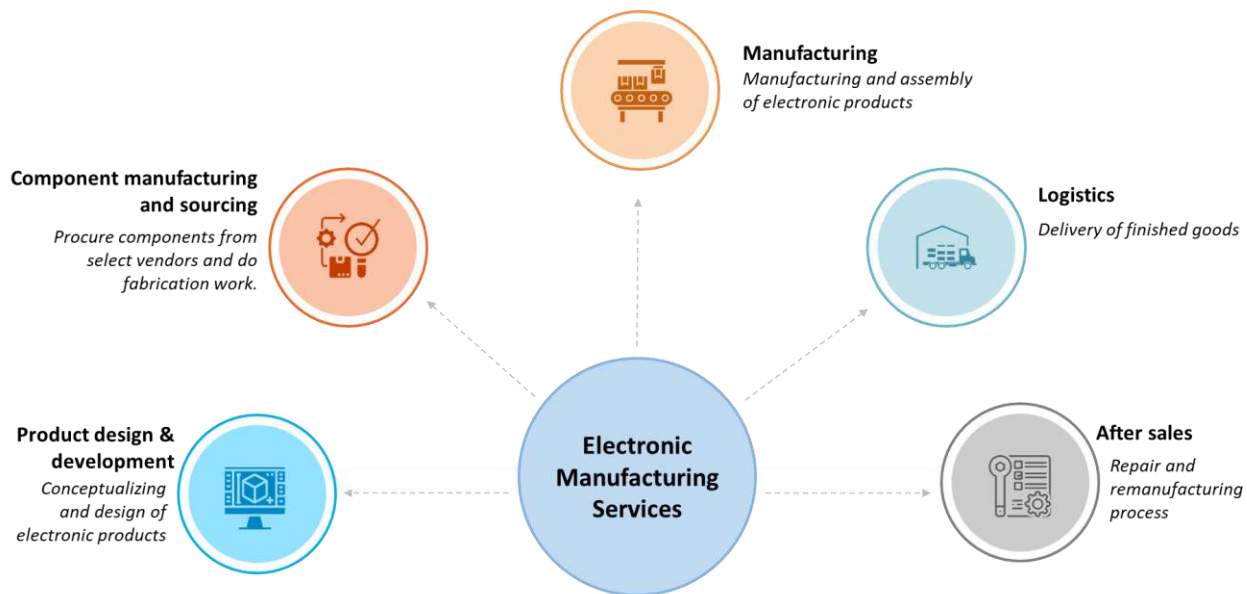 Manufacturing
Manufacturing and assembly
of electronic products
Component manufacturing
and sourcing
Procure components from
select vendors and do
fabrication work.
Logistics
Delivery of finished goods
Product design &
development
Conceptualizing
and design of
electronic products
Electronic
Manufacturing
Services
After sales
Repair and
remanufacturing
process